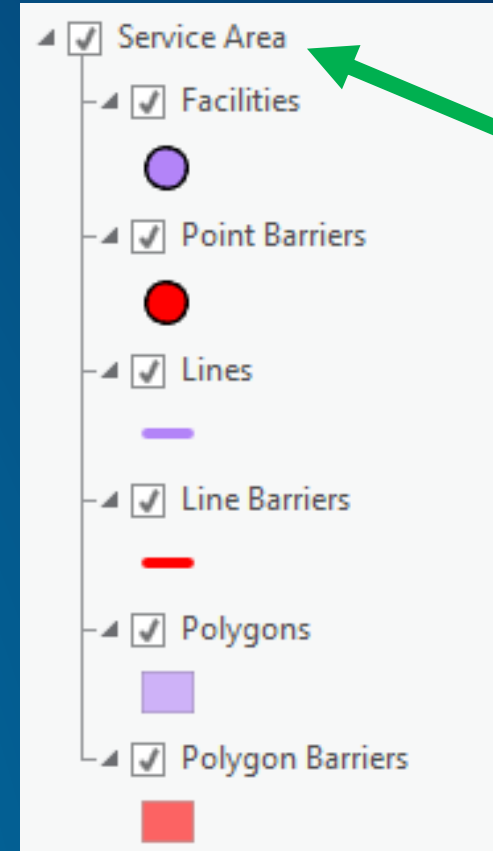 Service Area
Facilities
Point Barriers
Lines
Line Barriers
Polygons
Polygon Barriers